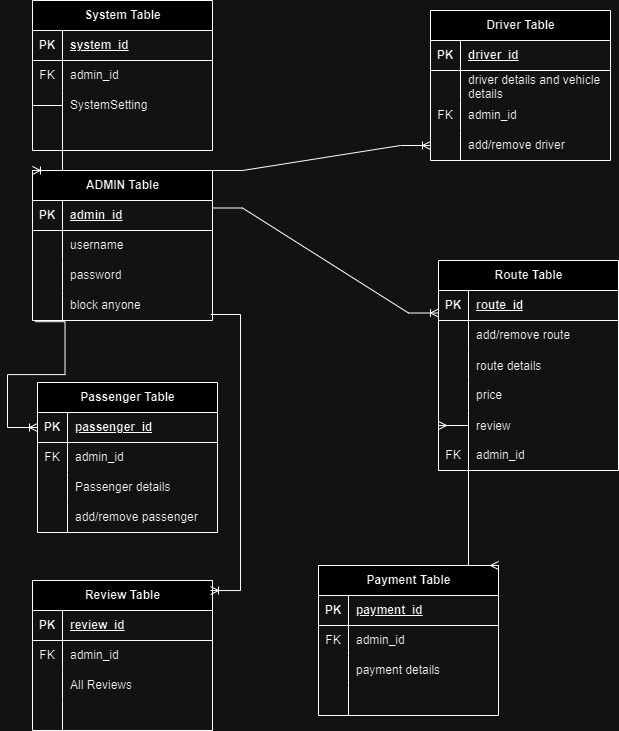 System Table
PK system_id
FK admin_id
SystemSetting
Driver Table
PK driver_id
driver details and vehicle
details
FK admin_id
add/remove driver
ADMIN Table
PK admin_id
username
password
block anyone
Route Table
PK route_id
add/remove route
route details
price
review
FK admin_id
Passenger Table
PK passenger_id
FK admin_id
Passenger details
add/remove passenger
Review Table
PK review_id
FK admin_id
All Reviews
Payment Table
PK payment_id
FK admin_id
payment details